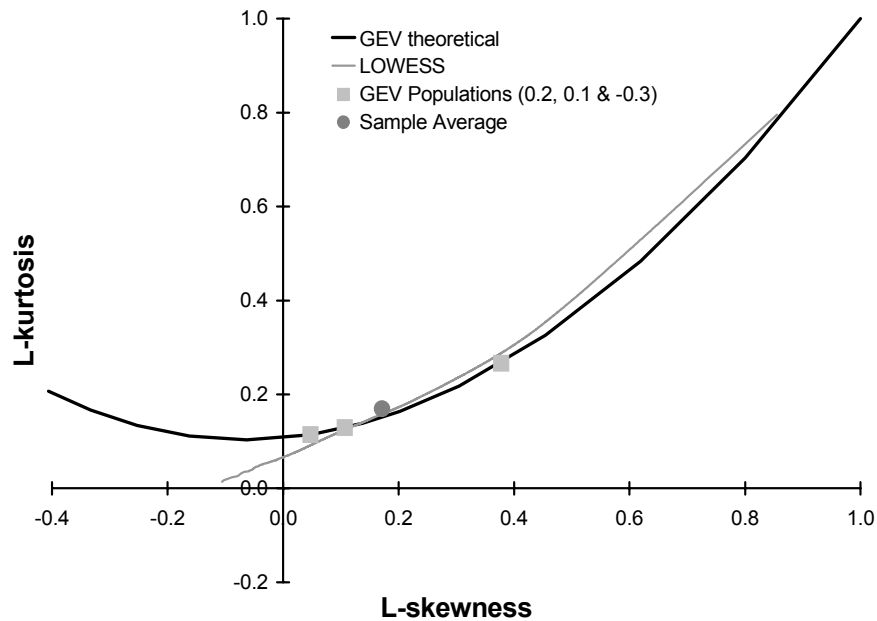 1.0
GEV theoretical
LOWESS
0.8
GEV Populations (0.2, 0.1 & -0.3)
Sample Average
0.6
L-kurtosis
0.4
0.2
0.0
-0.4 -0.2 0.0 0.2 0.4 0.6 0.8 1.0
-0.2
L-skewness